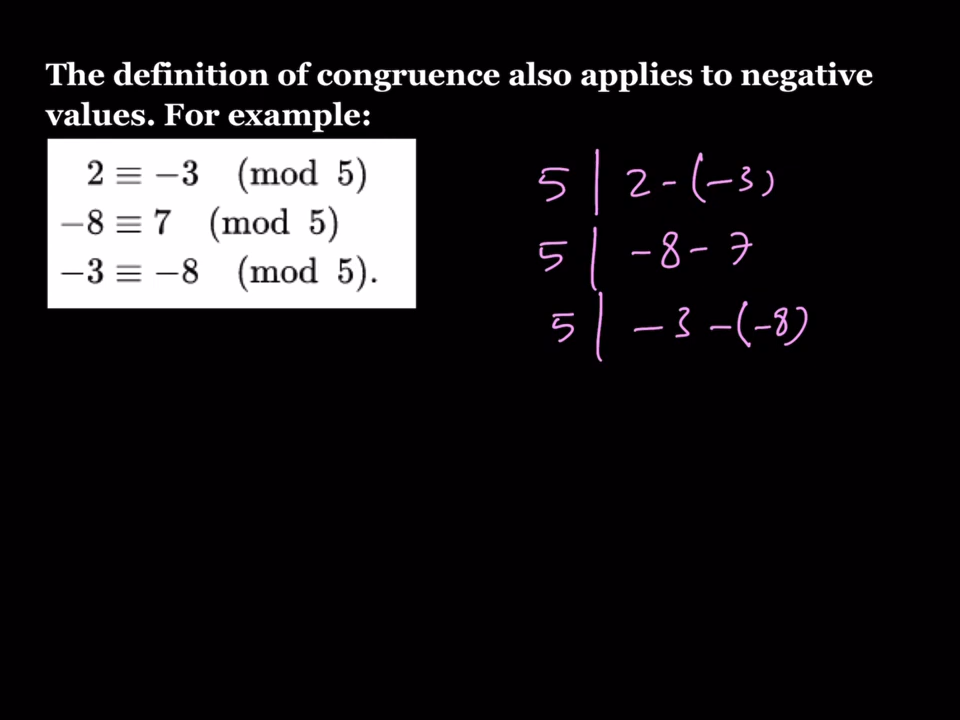 The definition of congruence also applies to negative
values. For example:
2 ≡ −3 (mod 5)
−8 ≡ 7 (mod 5)
−3 ≡ −8 (mod 5).
5 | 2 - (-3)
5 | -8 - 7
5 | -3 - (-8)